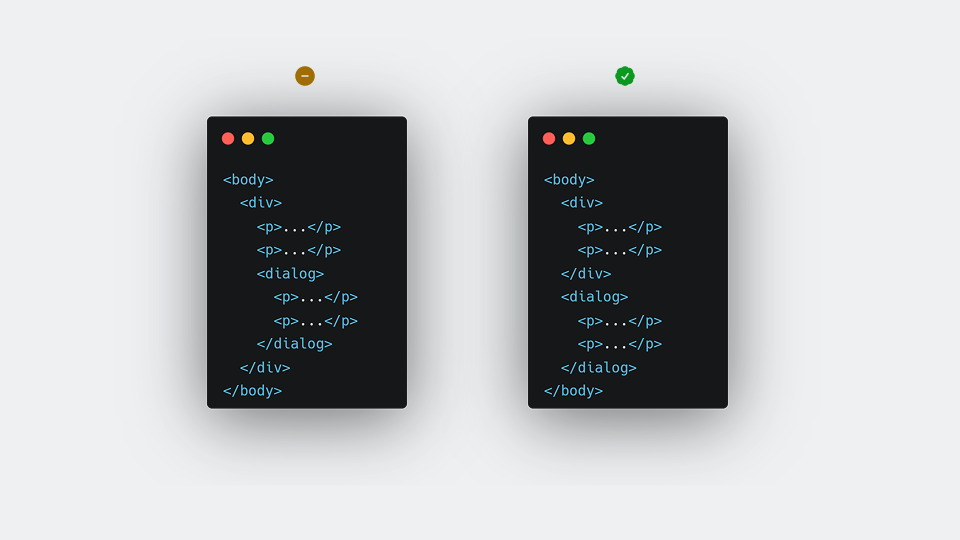 <body>
  <div>
    <p>...</p>
    <p>...</p>
    <dialog>
      <p>...</p>
      <p>...</p>
    </dialog>
  </div>
</body>
<body>
  <div>
    <p>...</p>
    <p>...</p>
  </div>
  <dialog>
    <p>...</p>
    <p>...</p>
  </dialog>
</body>